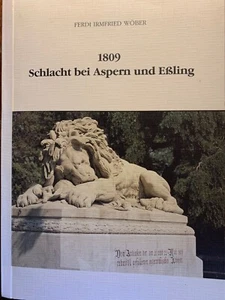 FERDI IRMFRIED WÖBER
1809
Schlacht bei Aspern und Eßling